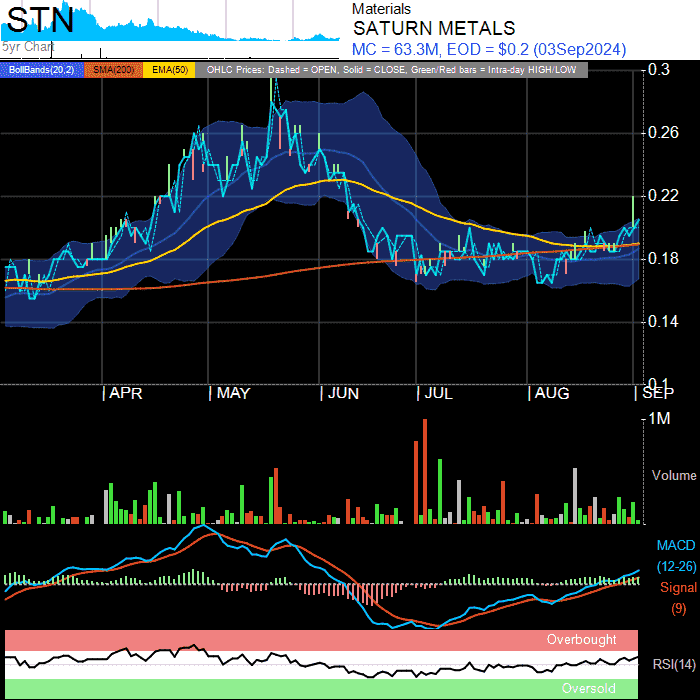 STN
5yr Chart
Materials
SATURN METALS
MC = 63.3M, EOD = $0.2 (03Sep2024)
BollBands(20,2) SMA(200) EMA(50) OHLC Prices: Dashed = OPEN, Solid = CLOSE, Green/Red bars = Intra-day HIGH/LOW
0.3
0.26
0.22
0.18
0.14
0.1
APR MAY JUN JUL AUG SEP
1M
Volume
MACD
(12-26)
Signal
(9)
Overbought
RSI(14)
Oversold